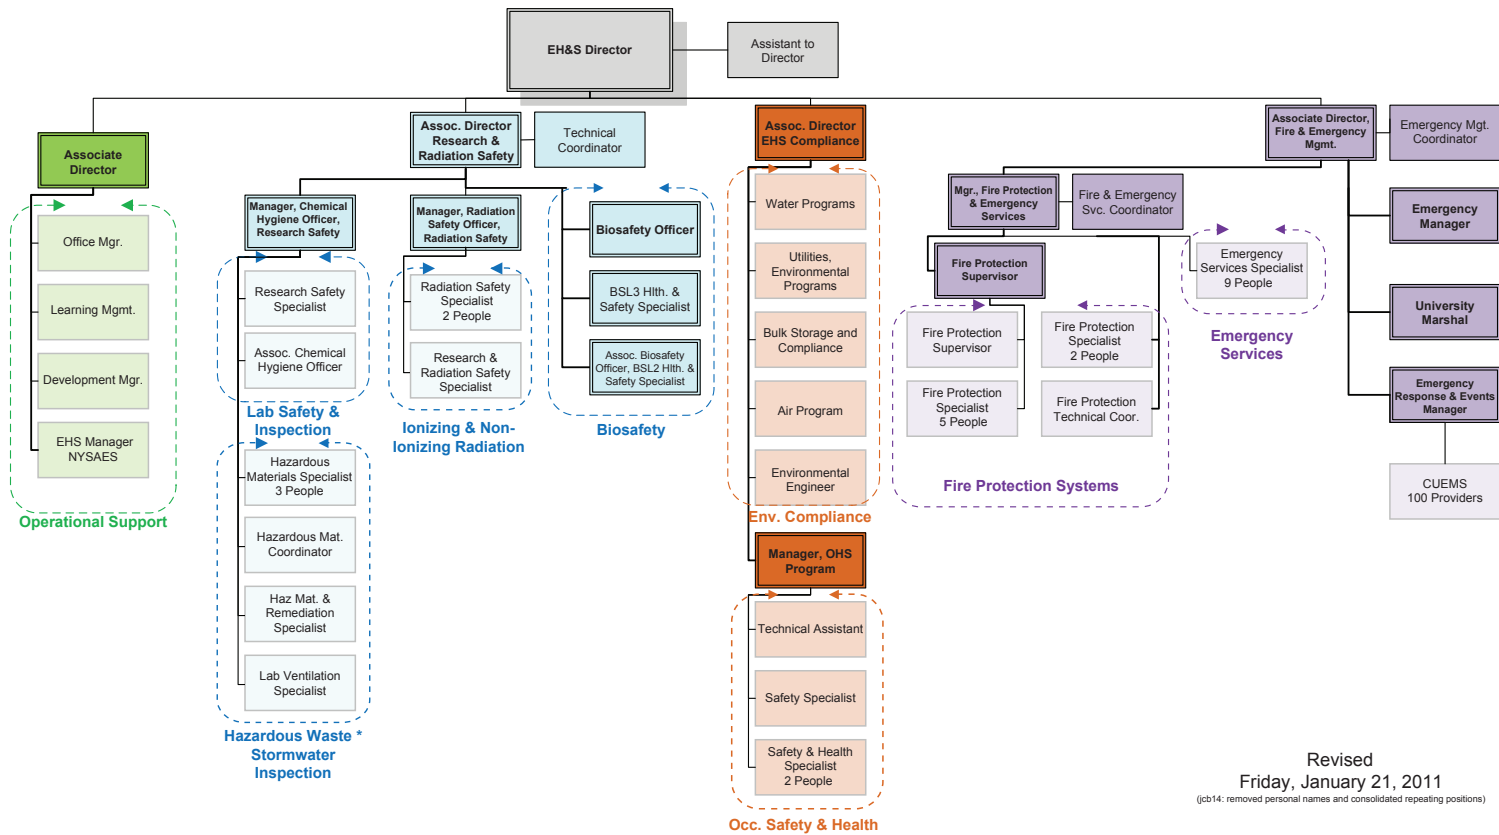 EH&S Director
Assistant to
Director
Associate
Director
Assoc. Director
Research &
Radiation Safety
Technical
Coordinator
Assoc. Director
EHS Compliance
Associate Director,
Fire & Emergency
Mgmt.
Emergency Mgt.
Coordinator
Office Mgr.
Learning Mgmt.
Development Mgr.
EHS Manager
NYSAES
Operational Support
Manager, Chemical
Hygiene Officer,
Research Safety
Research Safety
Specialist
Assoc. Chemical
Hygiene Officer
Lab Safety &
Inspection
Hazardous
Materials Specialist
3 People
Hazardous Mat.
Coordinator
Haz Mat. &
Remediation
Specialist
Lab Ventilation
Specialist
Hazardous Waste *
Stormwater
Inspection
Manager, Radiation
Safety Officer,
Radiation Safety
Radiation Safety
Specialist
2 People
Research &
Radiation Safety
Specialist
Ionizing & Non-
Ionizing Radiation
Biosafety Officer
BSL3 Hlth. &
Safety Specialist
Assoc. Biosafety
Officer, BSL2 Hlth. &
Safety Specialist
Biosafety
Water Programs
Utilities,
Environmental
Programs
Bulk Storage and
Compliance
Air Program
Environmental
Engineer
Env. Compliance
Manager, OHS
Program
Technical Assistant
Safety Specialist
Safety & Health
Specialist
2 People
Occ. Safety & Health
Mgr., Fire Protection
& Emergency
Services
Fire & Emergency
Svc. Coordinator
Fire Protection
Supervisor
Fire Protection
Supervisor
Fire Protection
Specialist
5 People
Fire Protection
Specialist
2 People
Fire Protection
Technical Coor.
Fire Protection Systems
Emergency
Services Specialist
9 People
Emergency
Services
Emergency
Manager
University
Marshal
Emergency
Response & Events
Manager
CUEMS
100 Providers
Revised
Friday, January 21, 2011
(jcb14: removed personal names and consolidated repeating positions)